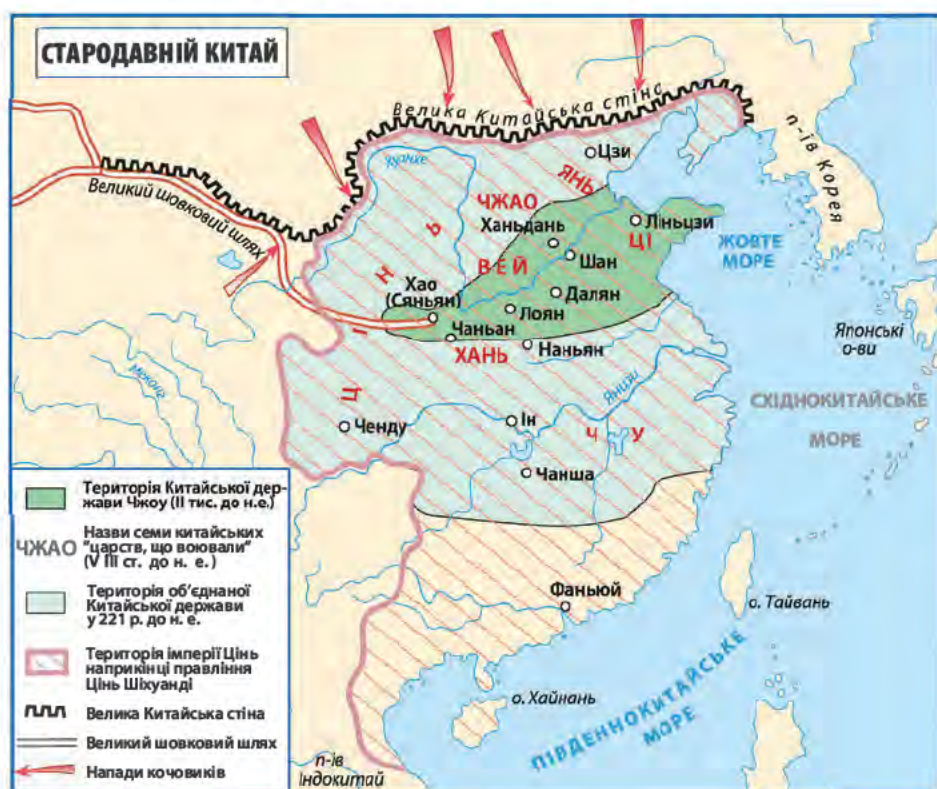 СТАРОДАВНІЙ КИТАЙ
Велика Китайська стіна
Цзи
Хуанхе
п-ів Корея
ЯНЬ
ЧЖАО
Великий шовковий шлях
Ханьдань
Ліньцзи
ЦІ
ЖОВТЕ
МОРЕ
ВЕЙ
Шан
ЦІНЬ
Хао
(Сяньян)
Далян
Лоян
Чаньан
ХАНЬ
Наньян
Японські
о-ви
Меконг
Янцзи
СХІДНОКИТАЙСЬКЕ
МОРЕ
Ченду
Ін
ЧУ
Чанша
Фаньюй
о. Тайвань
о. Хайнань
ПІВДЕННОКИТАЙСЬКЕ
МОРЕ
п-ів
Індокитай
Територія Китайської дер-
жави Чжоу (ІІ тис. до н.е.)
ЧЖАО
Назви семи китайських
"царств, що воювали"
(V ІІІ ст. до н. е.)
Територія об’єднаної
Китайської держави
у 221 р. до н. е.
Територія імперії Цінь
наприкінці правління
Цінь Шіхуанді
Велика Китайська стіна
Великий шовковий шлях
Напади кочовиків